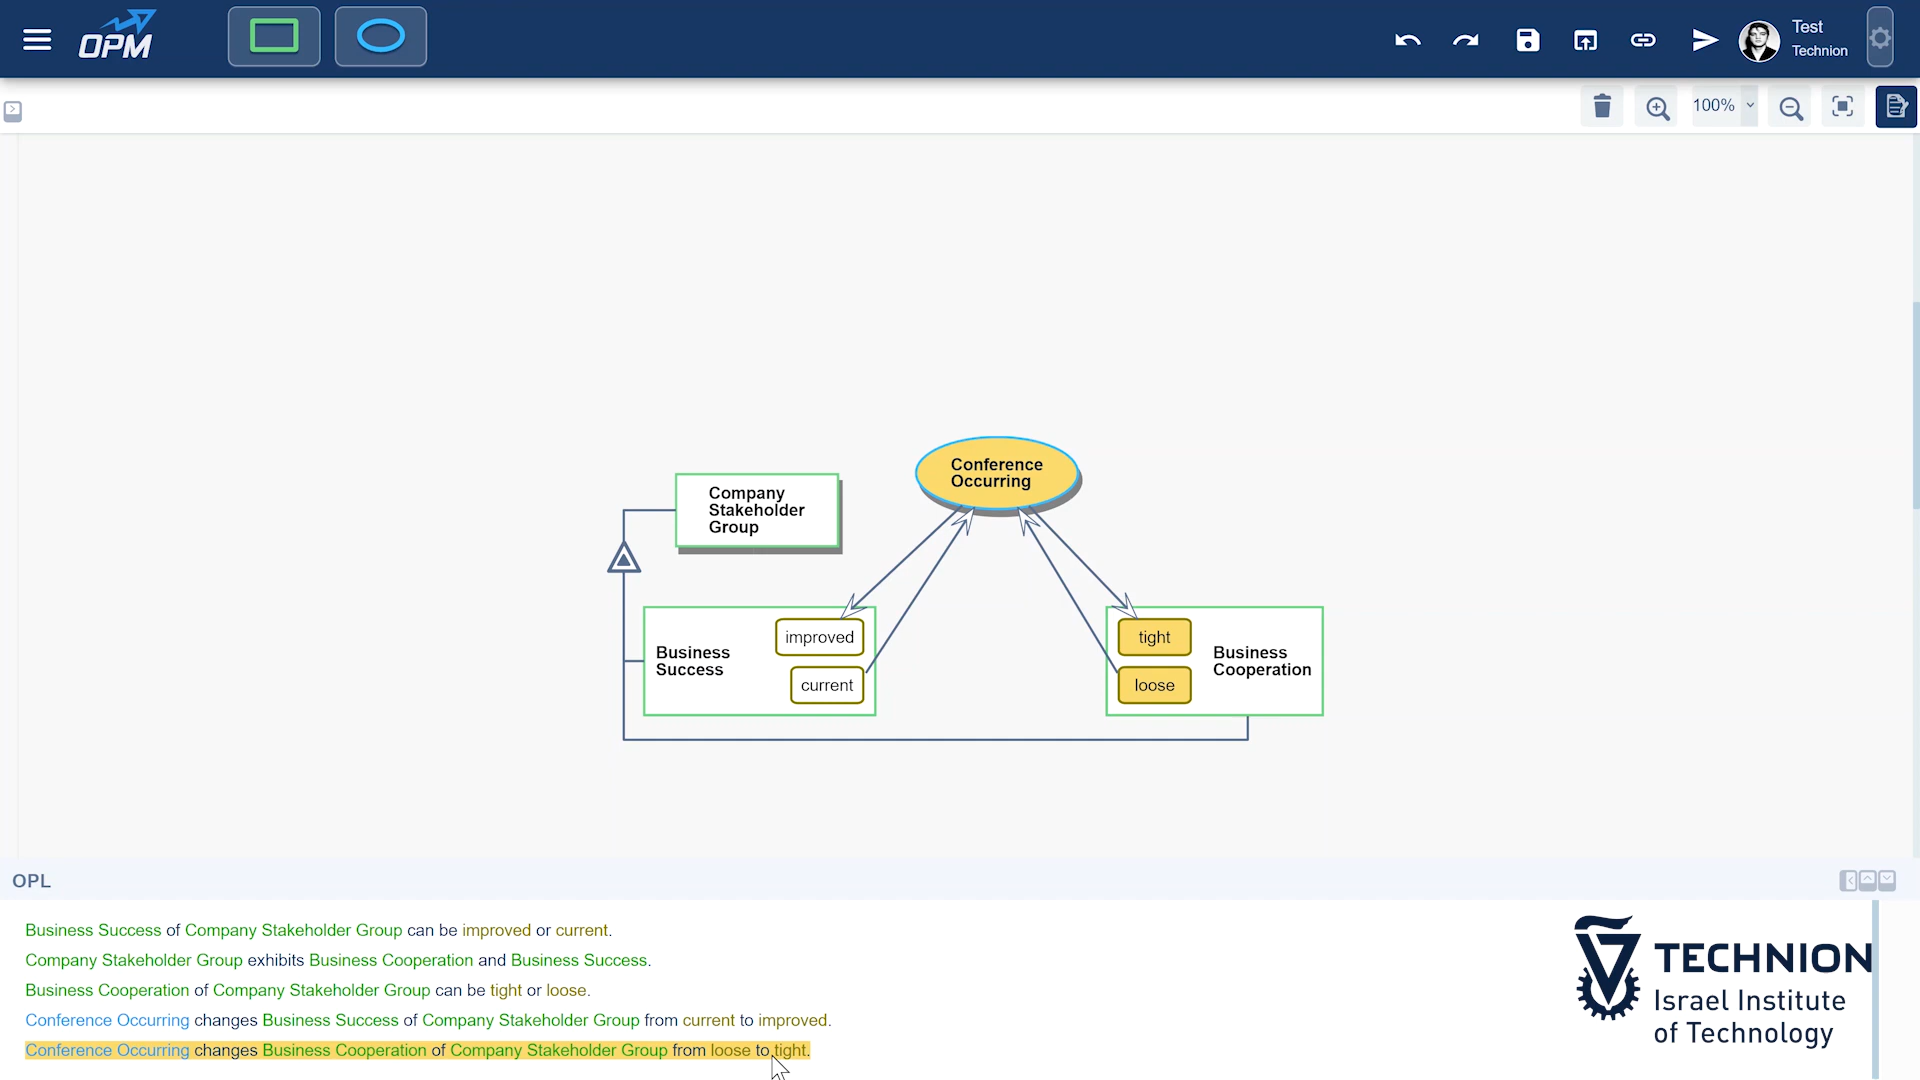 OPM
Test
Technion
100%
Conference
Occurring
Company
Stakeholder
Group
Business
Success
improved
current
tight
loose
Business
Cooperation
OPL
Business Success of Company Stakeholder Group can be improved or current.
Company Stakeholder Group exhibits Business Cooperation and Business Success.
Business Cooperation of Company Stakeholder Group can be tight or loose.
Conference Occurring changes Business Success of Company Stakeholder Group from current to improved.
Conference Occurring changes Business Cooperation of Company Stakeholder Group from loose to tight.
TECHNION
Israel Institute
of Technology